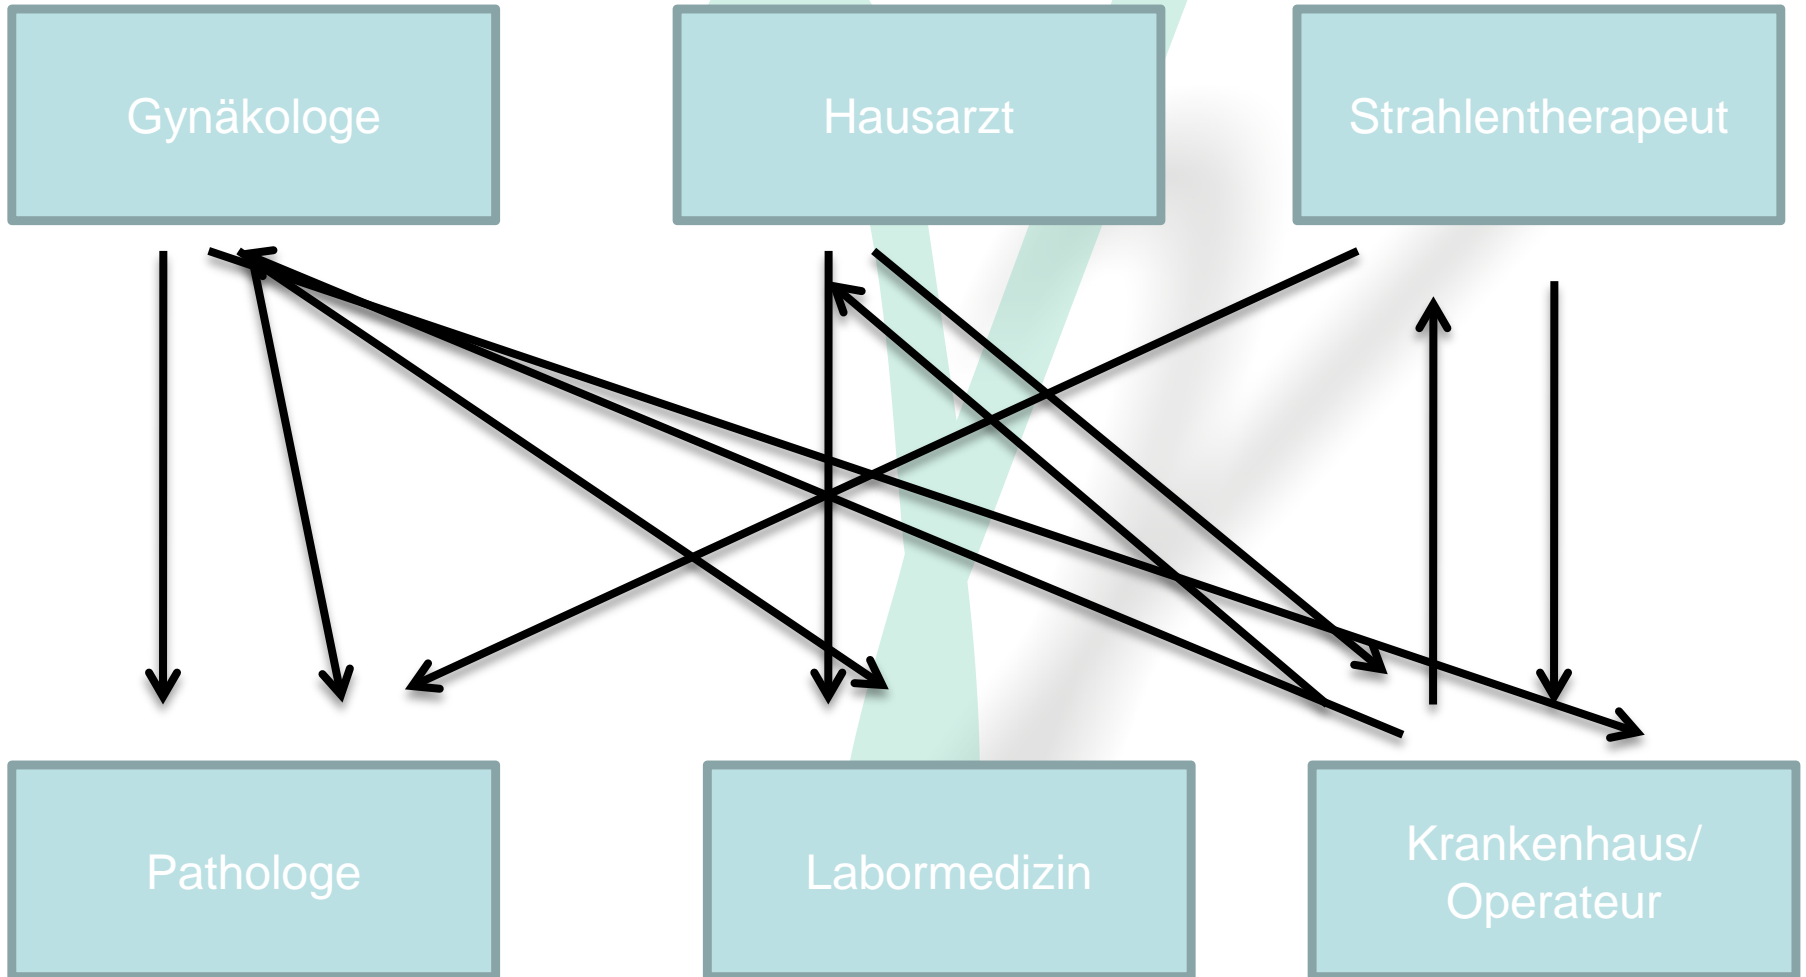 Gynäkologe
Hausarzt
Strahlentherapeut
Pathologe
Labormedizin
Krankenhaus/
Operateur